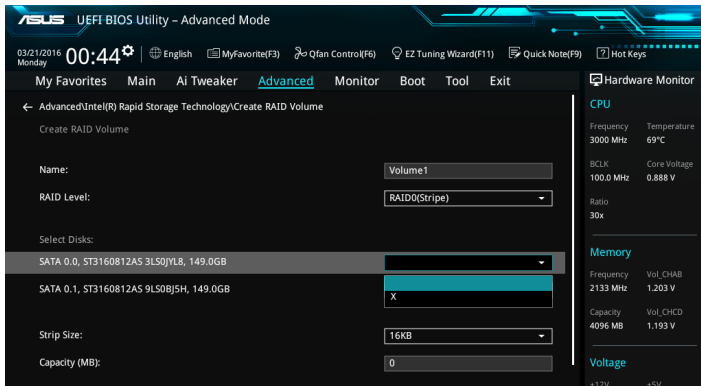 ASUS UEFI BIOS Utility – Advanced Mode
03/21/2016
Monday
00:44
English
MyFavorite(F3)
Qfan Control(F6)
EZ Tuning Wizard(F11)
Quick Note(F9)
? Hot Keys
My Favorites Main Ai Tweaker Advanced Monitor Boot Tool Exit
Hardware Monitor
← Advanced\Intel(R) Rapid Storage Technology\Create RAID Volume
Create RAID Volume
Name: Volume1
RAID Level: RAID0(Stripe)
Select Disks:
SATA 0.0, ST3160812AS 3LS0JYL8, 149.0GB
SATA 0.1, ST3160812AS 9LS0BJ5H, 149.0GB
X
Strip Size: 16KB
Capacity (MB): 0
CPU
Frequency Temperature
3000 MHz 69°C
BCLK Core Voltage
100.0 MHz 0.888 V
Ratio
30x
Memory
Frequency Vol_CHAB
2133 MHz 1.203 V
Capacity Vol_CHCD
4096 MB 1.193 V
Voltage
+12V +5V